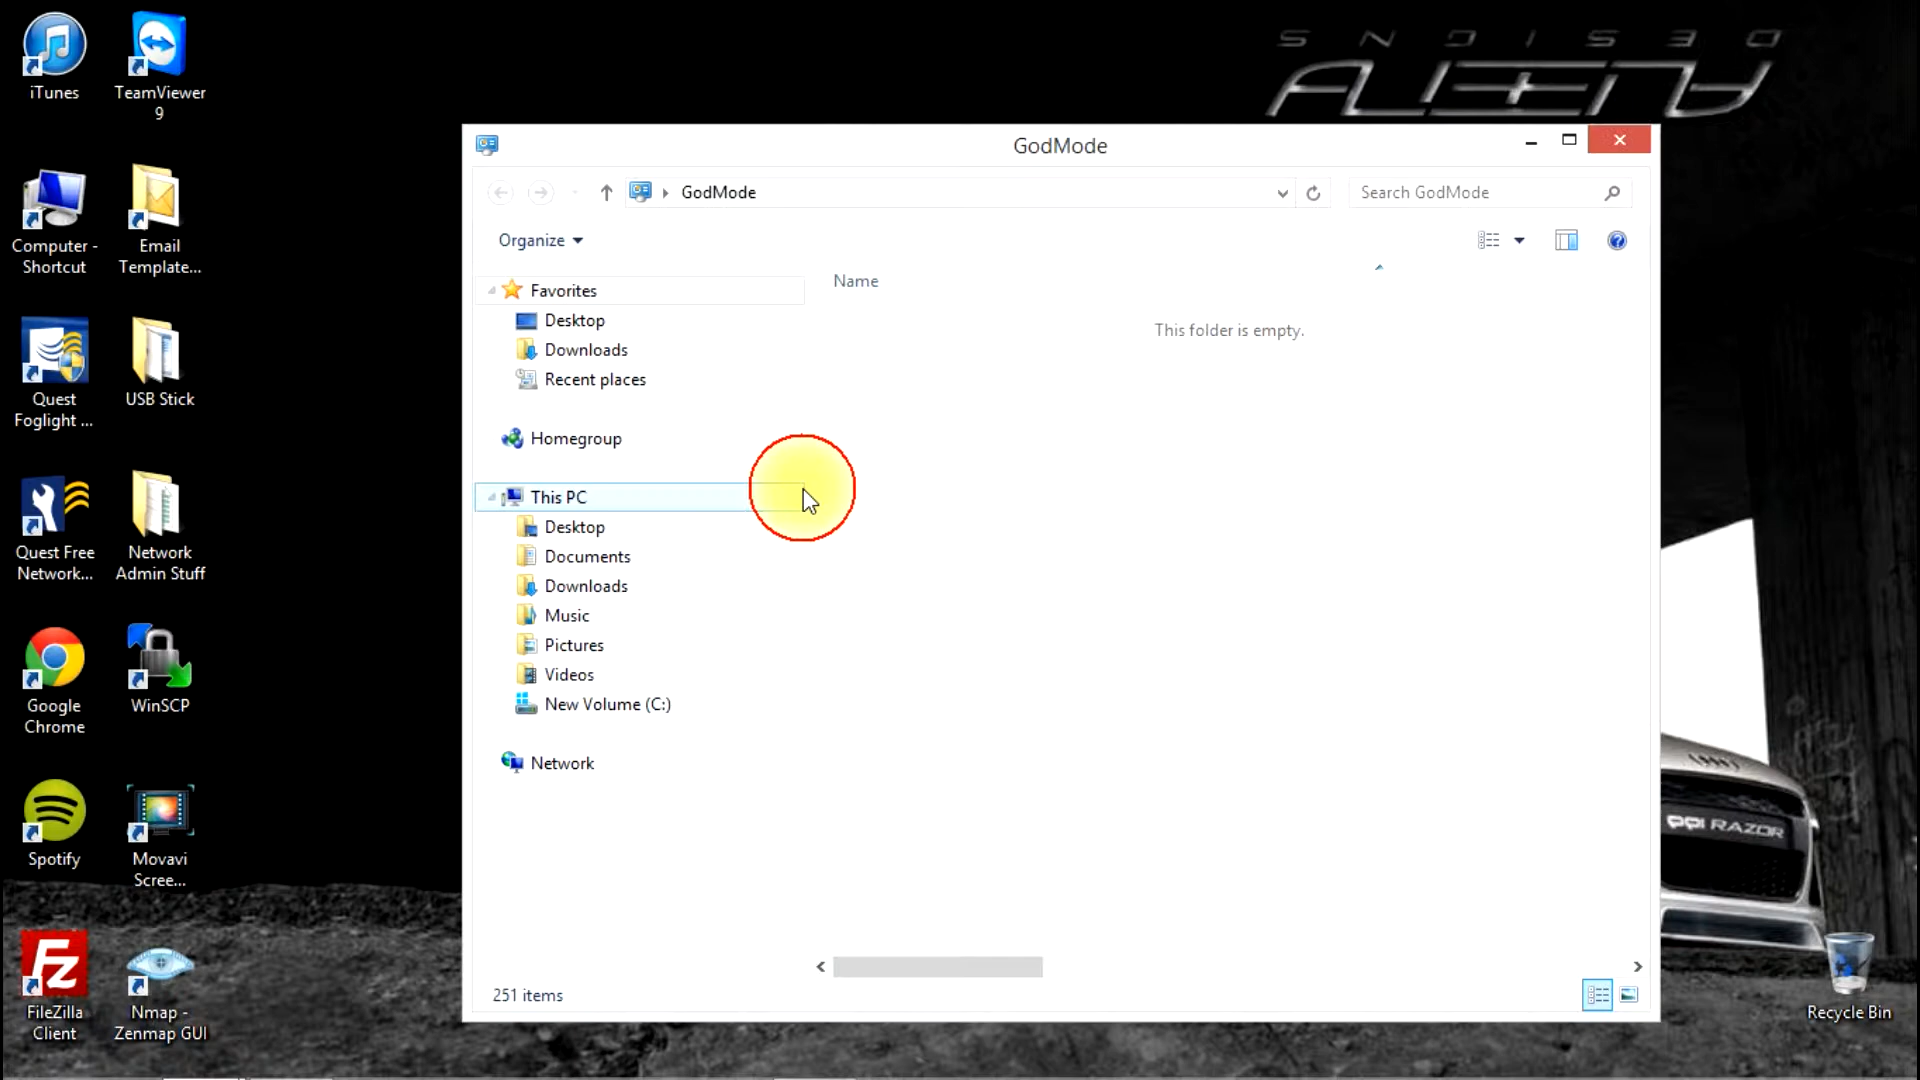 iTunes
TeamViewer
9
Computer -
Shortcut
Email
Template...
Quest
Foglight ...
USB Stick
Quest Free
Network...
Network
Admin Stuff
Google
Chrome
WinSCP
Spotify
Movavi
Scree...
FileZilla
Client
Nmap -
Zenmap GUI
DESIGNS
GodMode
GodMode
Search GodMode
Organize
Favorites
Desktop
Downloads
Recent places
Homegroup
This PC
Desktop
Documents
Downloads
Music
Pictures
Videos
New Volume (C:)
Network
Name
This folder is empty.
251 items
PPI RAZOR
Recycle Bin